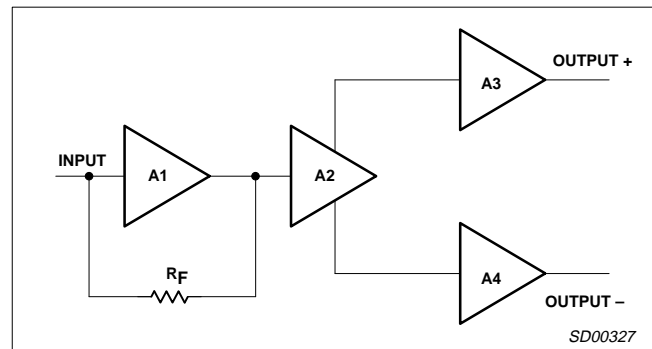 OUTPUT +
A3
INPUT
A1
A2
RF
A4
OUTPUT –
SD00327